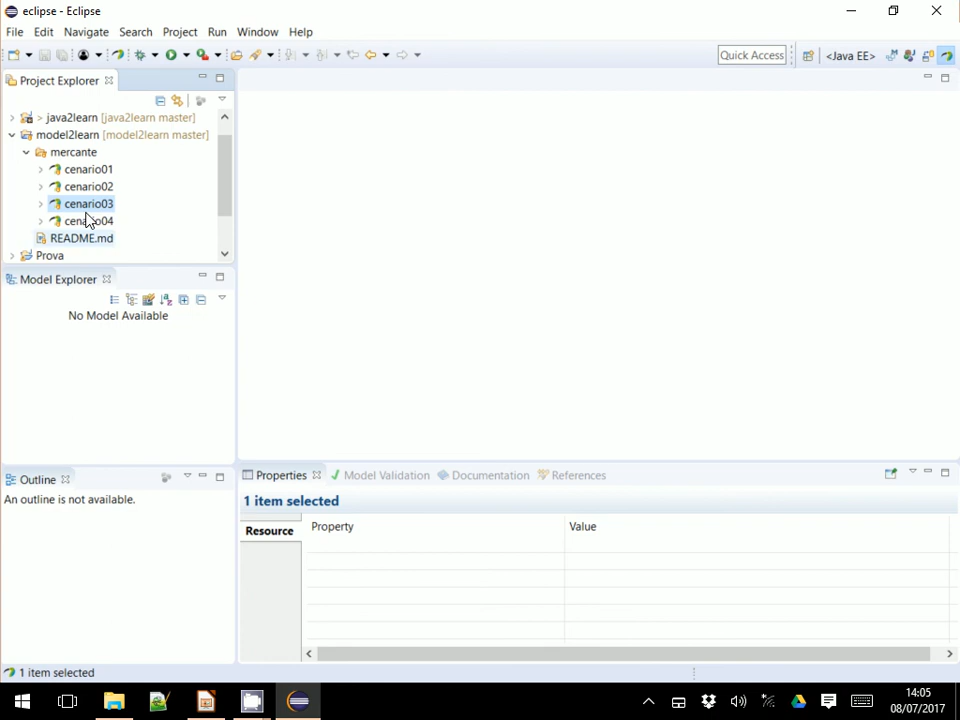 eclipse - Eclipse
File Edit Navigate Search Project Run Window Help
Quick Access <Java EE>
Project Explorer
> java2learn [java2learn master]
model2learn [model2learn master]
mercante
cenario01
cenario02
cenario03
cenario04
README.md
Prova
Model Explorer
No Model Available
Outline
An outline is not available.
Properties Model Validation Documentation References
1 item selected
Resource Property Value
1 item selected
14:05
08/07/2017